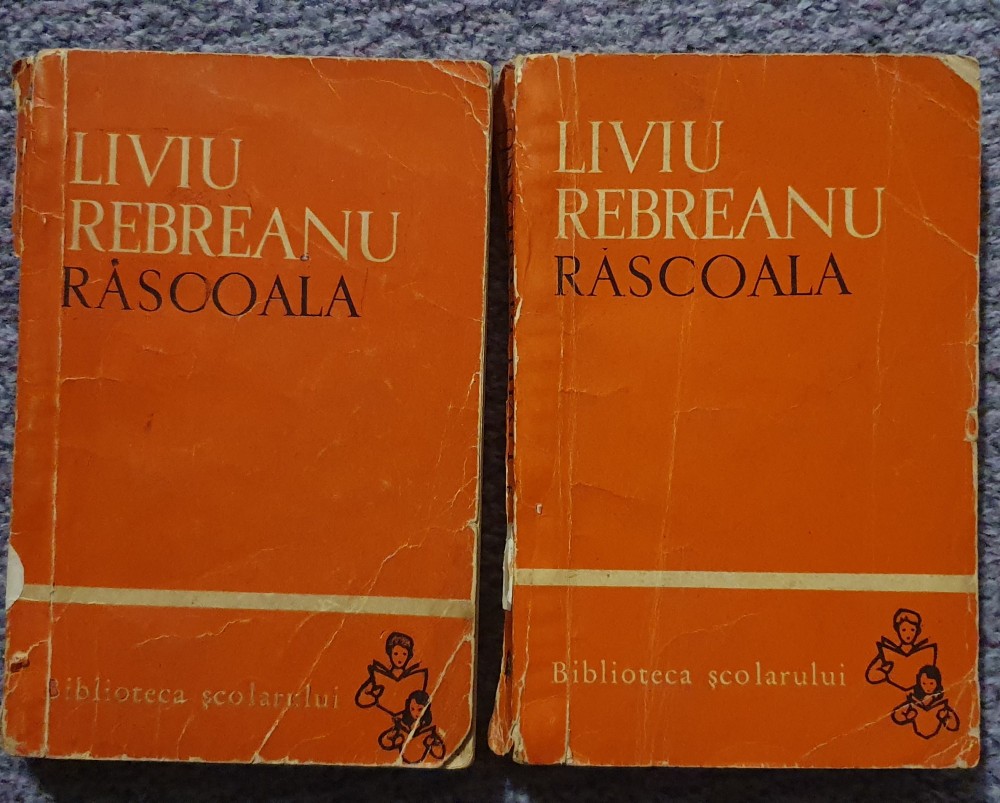 LIVIU
REBREANU
RĂSCOALA
Biblioteca școlarului
LIVIU
REBREANU
RĂSCOALA
Biblioteca școlarului